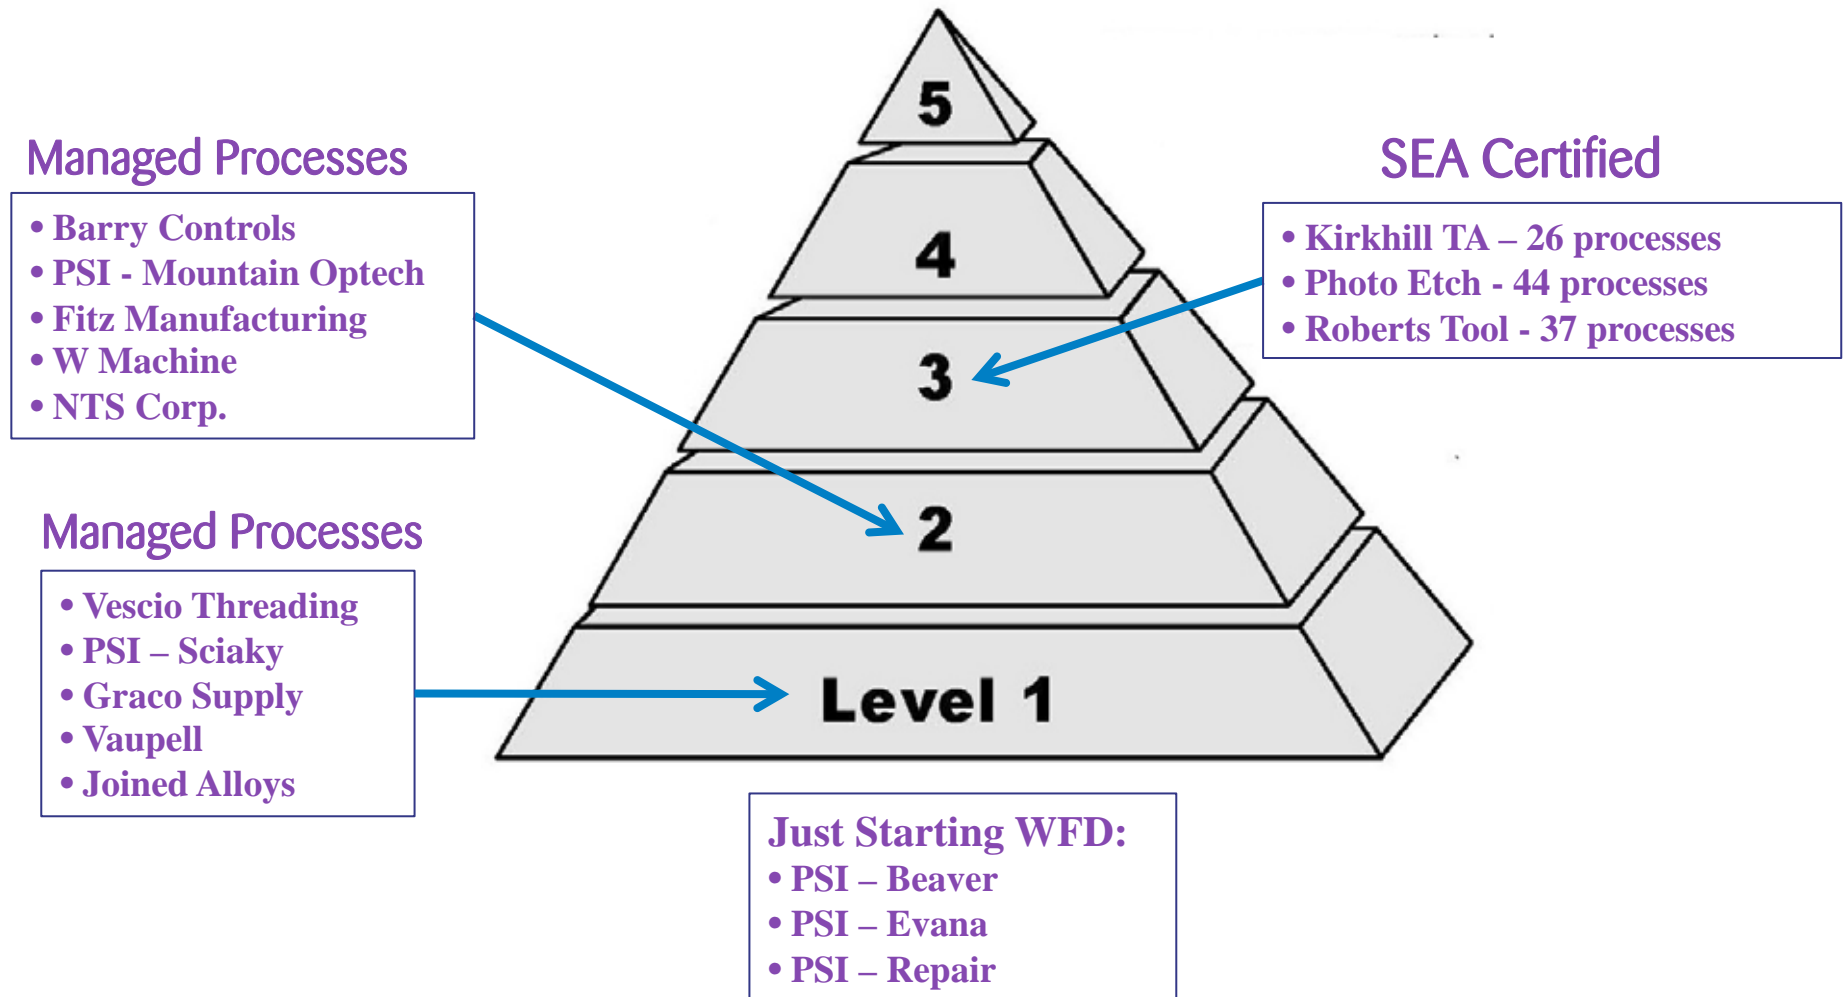 5
Managed Processes
• Barry Controls
• PSI - Mountain Optech
• Fitz Manufacturing
• W Machine
• NTS Corp.
SEA Certified
• Kirkhill TA – 26 processes
• Photo Etch - 44 processes
• Roberts Tool - 37 processes
4
3
2
Managed Processes
• Vescio Threading
• PSI – Sciaky
• Graco Supply
• Vaupell
• Joined Alloys
Level 1
Just Starting WFD:
• PSI – Beaver
• PSI – Evana
• PSI – Repair